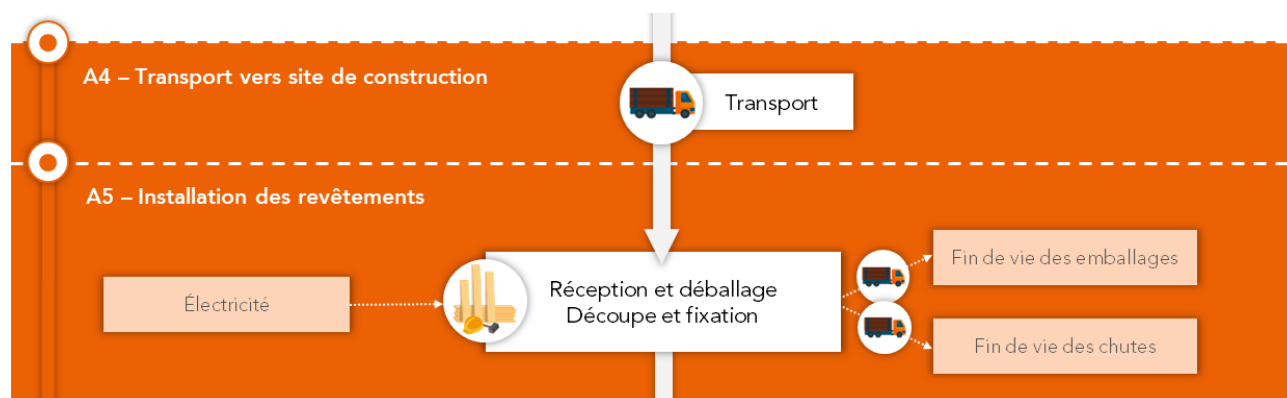 A4 – Transport vers site de construction
Transport
A5 – Installation des revêtements
Électricité
Réception et déballage
Découpe et fixation
Fin de vie des emballages
Fin de vie des chutes